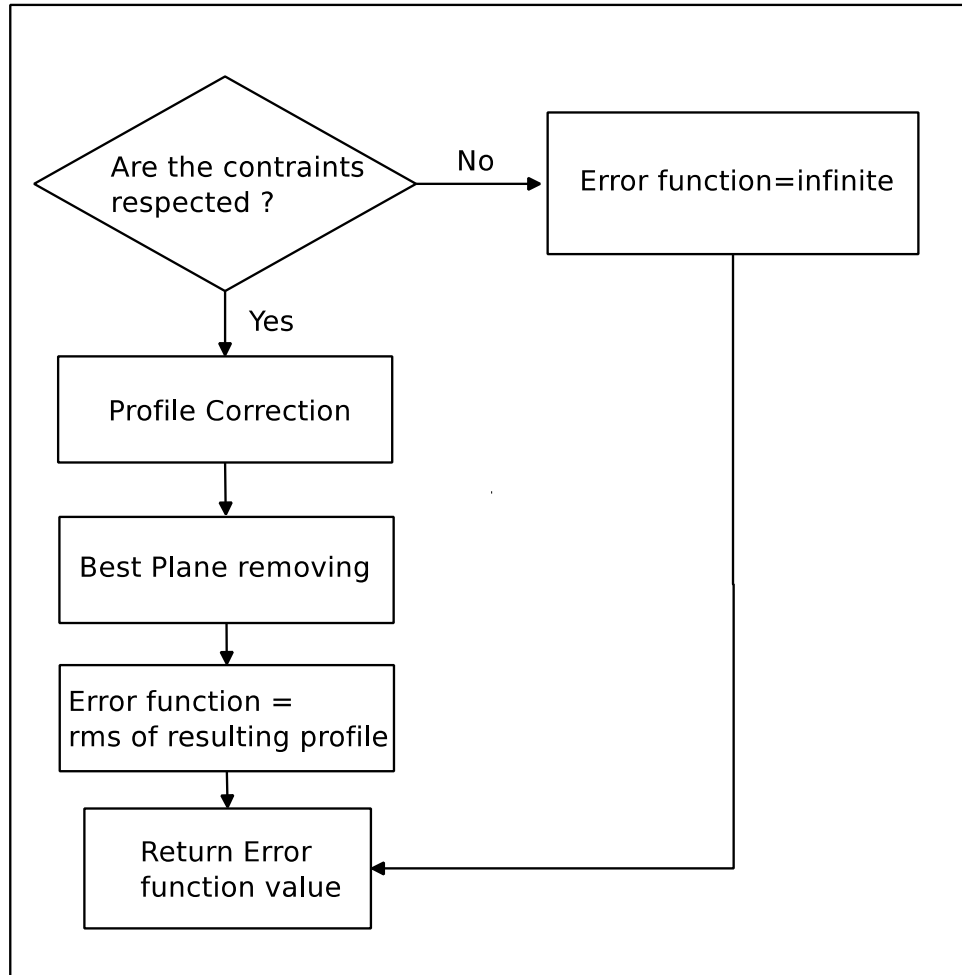 Are the contraints
respected ?
No
Error function=infinite
Yes
Profile Correction
Best Plane removing
Error function =
rms of resulting profile
Return Error
function value